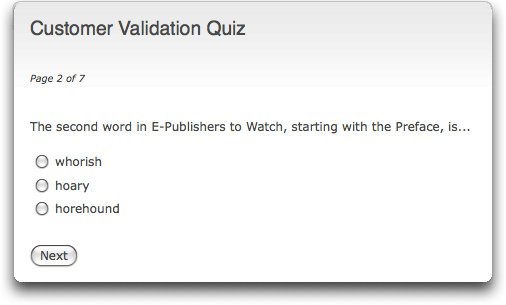 Customer Validation Quiz
Page 2 of 7
The second word in E-Publishers to Watch, starting with the Preface, is...
whorish
hoary
horehound
Next